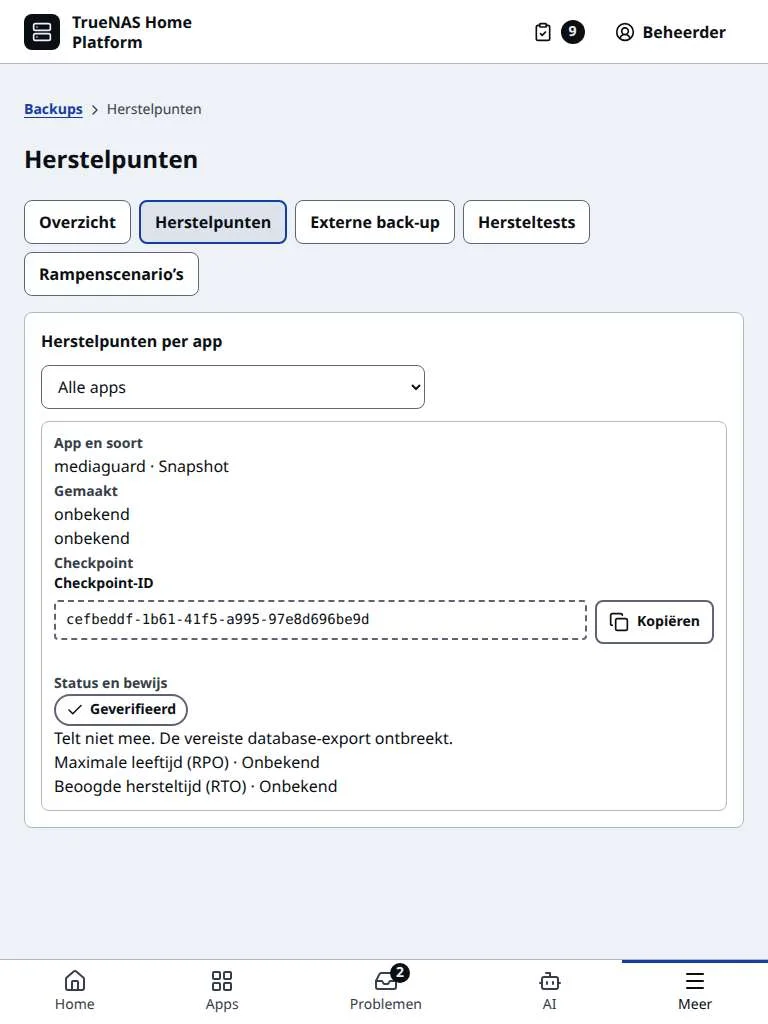 TrueNAS Home
Platform
9
Beheerder
Backups > Herstelpunten
Herstelpunten
Overzicht
Herstelpunten
Externe back-up
Hersteltests
Rampenscenario’s
Herstelpunten per app
Alle apps
App en soort
mediaguard · Snapshot
Gemaakt
onbekend
onbekend
Checkpoint
Checkpoint-ID
cefbeddf-1b61-41f5-a995-97e8d696be9d
Kopiëren
Status en bewijs
Geverifieerd
Telt niet mee. De vereiste database-export ontbreekt.
Maximale leeftijd (RPO) · Onbekend
Beoogde hersteltijd (RTO) · Onbekend
Home
Apps
2
Problemen
AI
Meer